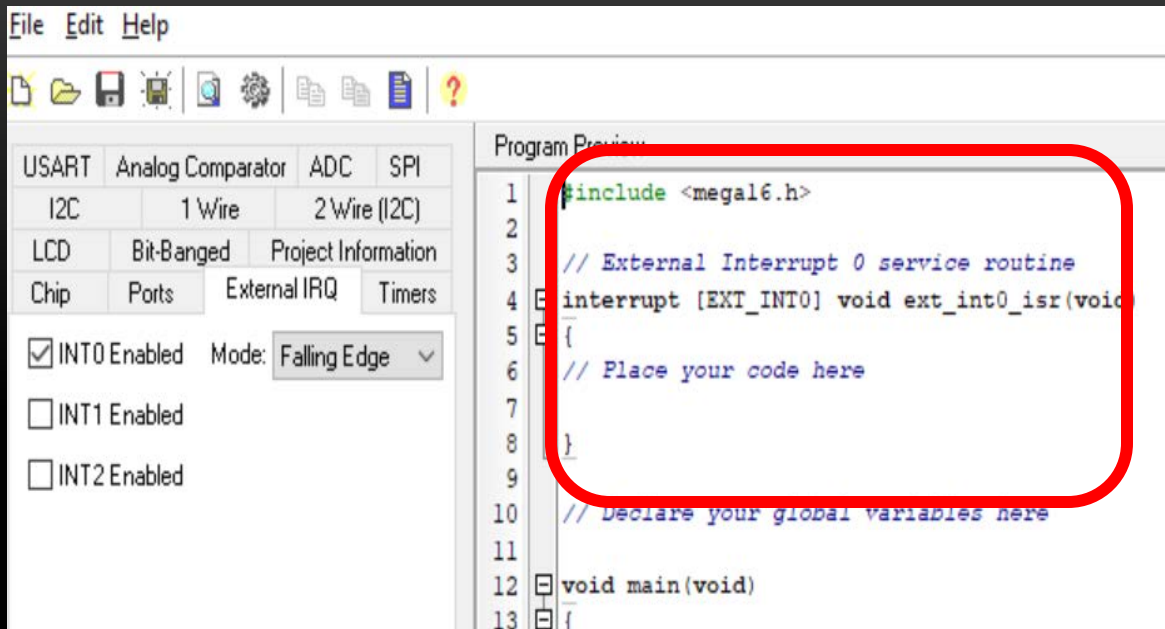 File Edit Help
USART Analog Comparator ADC SPI
I2C 1 Wire 2 Wire (I2C)
LCD Bit-Banged Project Information
Chip Ports External IRQ Timers
INT0 Enabled Mode: Falling Edge
INT1 Enabled
INT2 Enabled
Program Preview
1 #include <mega16.h>
2
3 // External Interrupt 0 service routine
4 interrupt [EXT_INT0] void ext_int0_isr(void)
5 {
6 // Place your code here
7
8 }
9
10 // Declare your global variables here
11
12 void main(void)
13 {